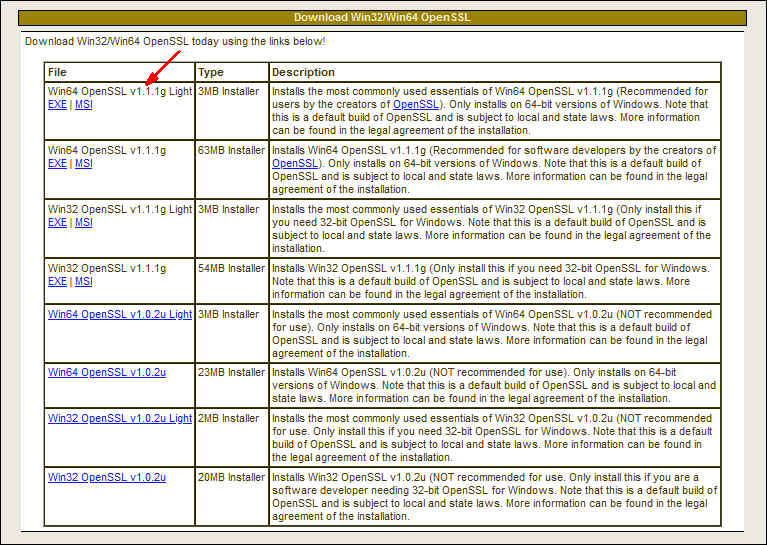 Download Win32/Win64 OpenSSL
Download Win32/Win64 OpenSSL today using the links below!
File Type Description
Win64 OpenSSL v1.1.1g Light 3MB Installer Installs the most commonly used essentials of Win64 OpenSSL v1.1.1g (Recommended for
EXE | MSI users by the creators of OpenSSL). Only installs on 64-bit versions of Windows. Note that
this is a default build of OpenSSL and is subject to local and state laws. More information
can be found in the legal agreement of the installation.
Win64 OpenSSL v1.1.1g 63MB Installer Installs Win64 OpenSSL v1.1.1g (Recommended for software developers by the creators of
EXE | MSI OpenSSL). Only installs on 64-bit versions of Windows. Note that this is a default build of
OpenSSL and is subject to local and state laws. More information can be found in the legal
agreement of the installation.
Win32 OpenSSL v1.1.1g Light 3MB Installer Installs the most commonly used essentials of Win32 OpenSSL v1.1.1g (Only install this if
EXE | MSI you need 32-bit OpenSSL for Windows. Note that this is a default build of OpenSSL and is
subject to local and state laws. More information can be found in the legal agreement of the
installation.
Win32 OpenSSL v1.1.1g 54MB Installer Installs Win32 OpenSSL v1.1.1g (Only install this if you need 32-bit OpenSSL for Windows.
EXE | MSI Note that this is a default build of OpenSSL and is subject to local and state laws. More
information can be found in the legal agreement of the installation.
Win64 OpenSSL v1.0.2u Light 3MB Installer Installs the most commonly used essentials of Win64 OpenSSL v1.0.2u (NOT recommended
for use). Only installs on 64-bit versions of Windows. Note that this is a default build of
OpenSSL and is subject to local and state laws. More information can be found in the legal
agreement of the installation.
Win64 OpenSSL v1.0.2u 23MB Installer Installs Win64 OpenSSL v1.0.2u (NOT recommended for use). Only installs on 64-bit
versions of Windows. Note that this is a default build of OpenSSL and is subject to local and
state laws. More information can be found in the legal agreement of the installation.
Win32 OpenSSL v1.0.2u Light 2MB Installer Installs the most commonly used essentials of Win32 OpenSSL v1.0.2u (NOT recommended
for use. Only install this if you need 32-bit OpenSSL for Windows. Note that this is a default
build of OpenSSL and is subject to local and state laws. More information can be found in
the legal agreement of the installation.
Win32 OpenSSL v1.0.2u 20MB Installer Installs Win32 OpenSSL v1.0.2u (NOT recommended for use. Only install this if you are a
software developer needing 32-bit OpenSSL for Windows. Note that this is a default build of
OpenSSL and is subject to local and state laws. More information can be found in the legal
agreement of the installation.